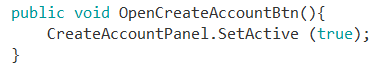 public void OpenCreateAccountBtn(){
    CreateAccountPanel.SetActive (true);
}